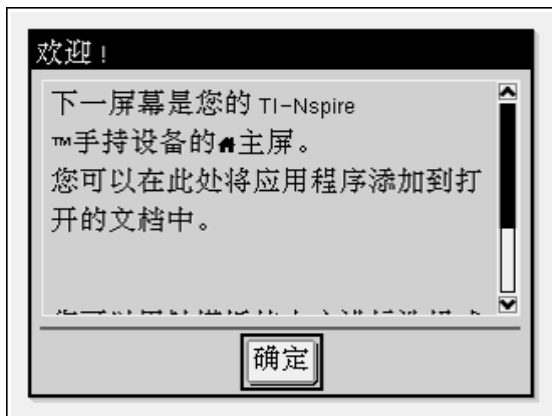 欢迎!
下一屏幕是您的 TI-Nspire
™手持设备的主屏。
您可以在此处将应用程序添加到打
开的文档中。
确定